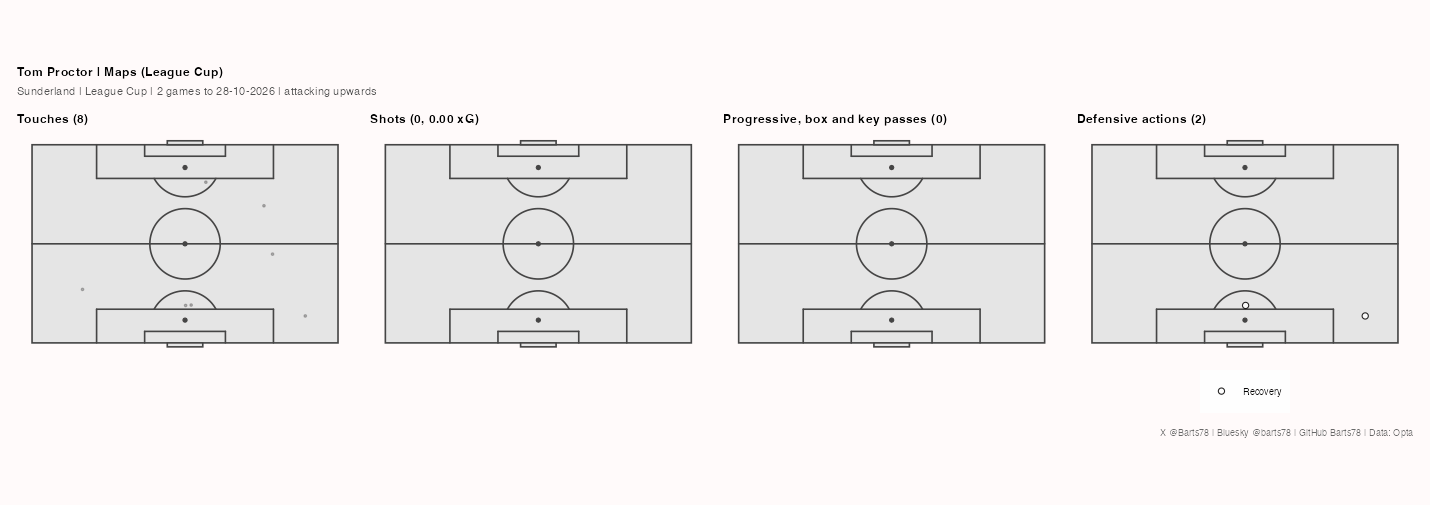 Tom Proctor | Maps (League Cup)
Sunderland | League Cup | 2 games to 28-10-2026 | attacking upwards
Touches (8)
Shots (0, 0.00 xG)
Progressive, box and key passes (0)
Defensive actions (2)
Recovery
X @Barts78 | Bluesky @barts78 | GitHub Barts78 | Data: Opta